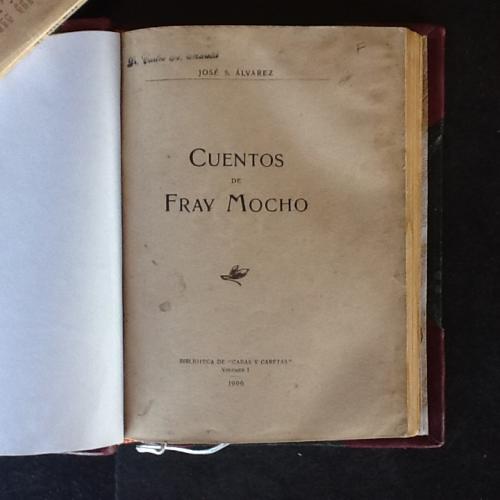 F
JOSÉ S. ÁLVAREZ
CUENTOS
DE
FRAY MOCHO
BIBLIOTECA DE "CARAS Y CARETAS"
VOLUMEN I
1906